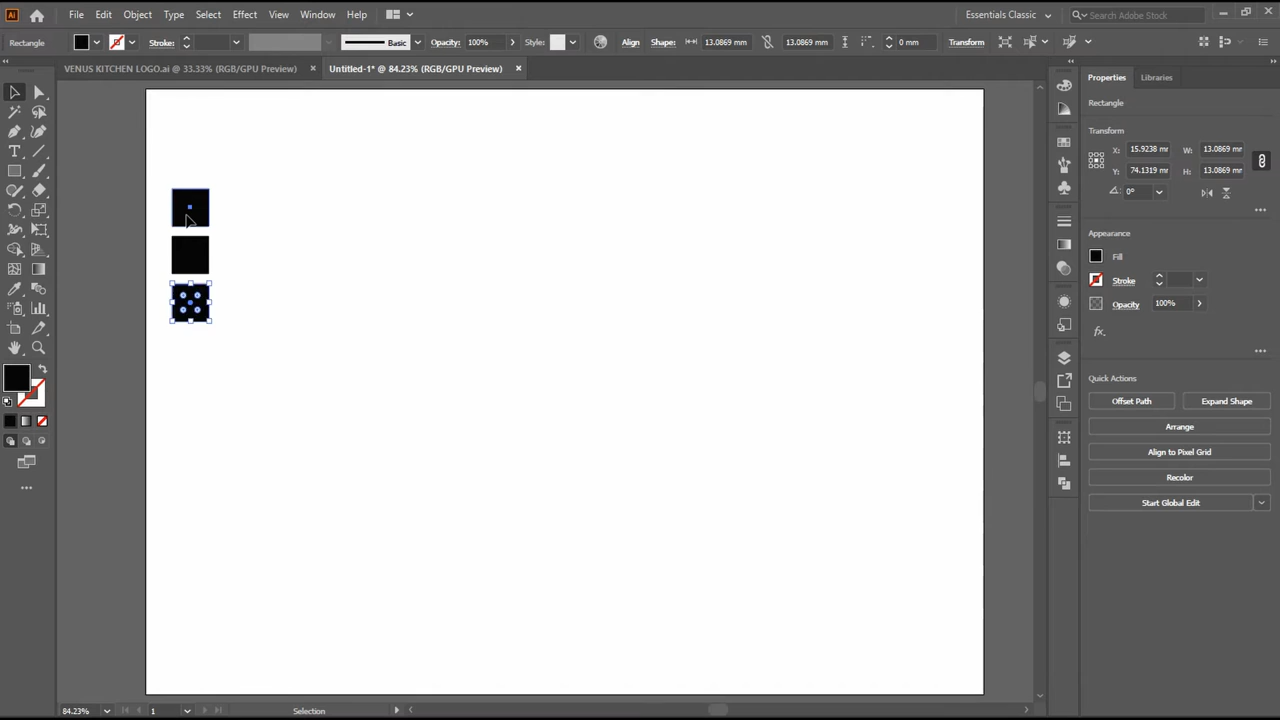 Ai File Edit Object Type Select Effect View Window Help Essentials Classic Search Adobe Stock
Rectangle Stroke: Basic Opacity: 100% Style: Align Shape: 13.0869 mm 13.0869 mm 0 mm Transform
VENUS KITCHEN LOGO.ai @ 33.33% (RGB/GPU Preview) × Untitled-1* @ 84.23% (RGB/GPU Preview) ×
Properties Libraries
Rectangle
Transform
X: 15.9238 mm W: 13.0869 mm
Y: 74.1319 mm H: 13.0869 mm
0°
Appearance
Fill
Stroke
Opacity 100%
fx.
Quick Actions
Offset Path Expand Shape
Arrange
Align to Pixel Grid
Recolor
Start Global Edit
84.23% 1 Selection